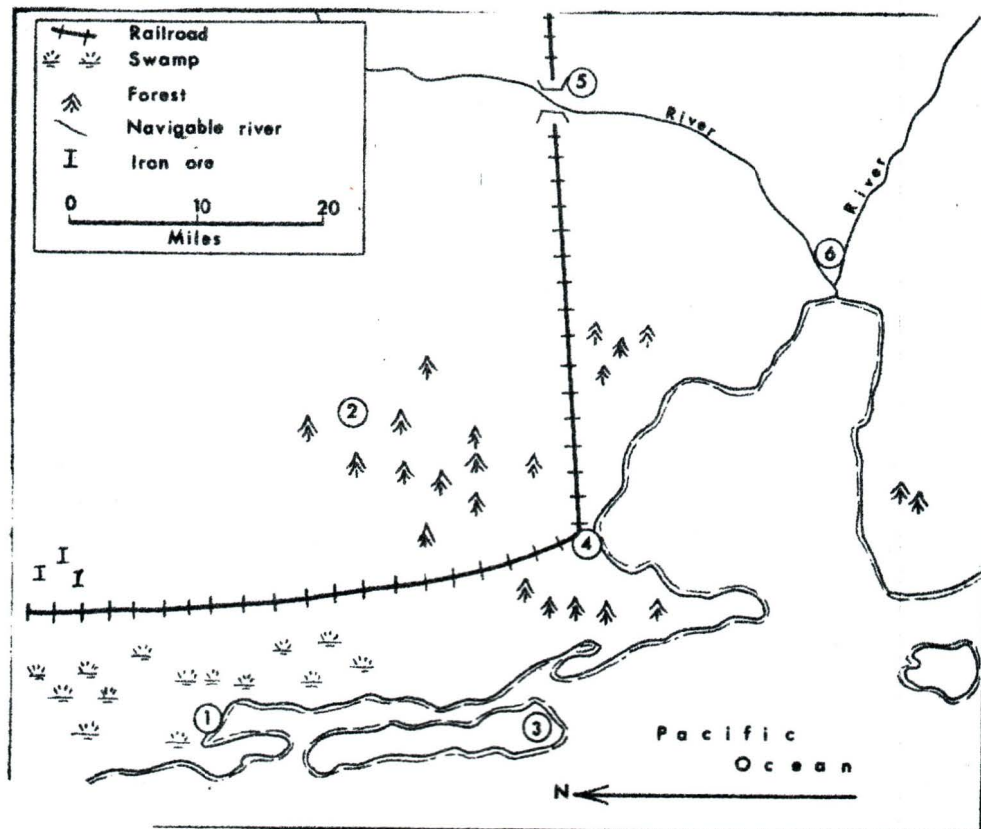 Railroad
Swamp
Forest
Navigable river
I Iron ore
0 10 20
Miles
5
River
River
6
2
4
I I I
1
3
Pacific
Ocean
N